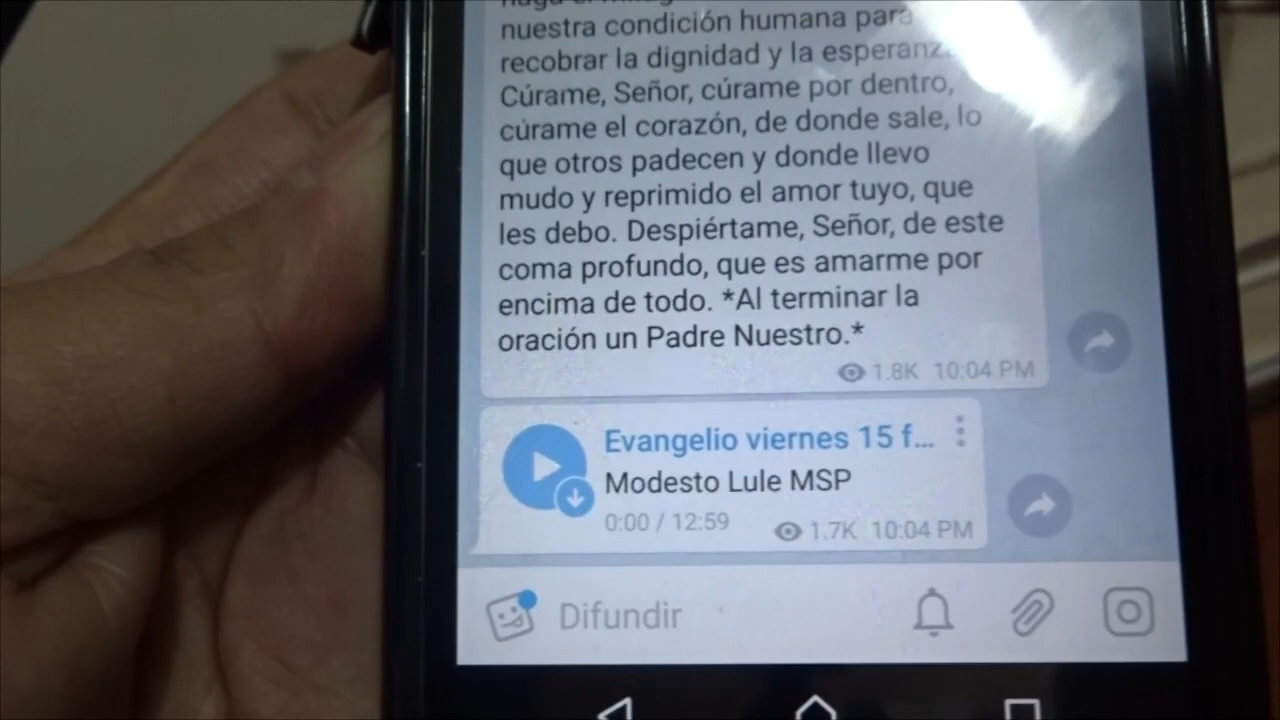 nuestra condición humana para
recobrar la dignidad y la esperanz
Cúrame, Señor, cúrame por dentro,
cúrame el corazón, de donde sale, lo
que otros padecen y donde llevo
mudo y reprimido el amor tuyo, que
les debo. Despiértame, Señor, de este
coma profundo, que es amarme por
encima de todo. *Al terminar la
oración un Padre Nuestro.*
1.8K 10:04 PM
Evangelio viernes 15 f...
Modesto Lule MSP
0:00 / 12:59 1.7K 10:04 PM
Difundir